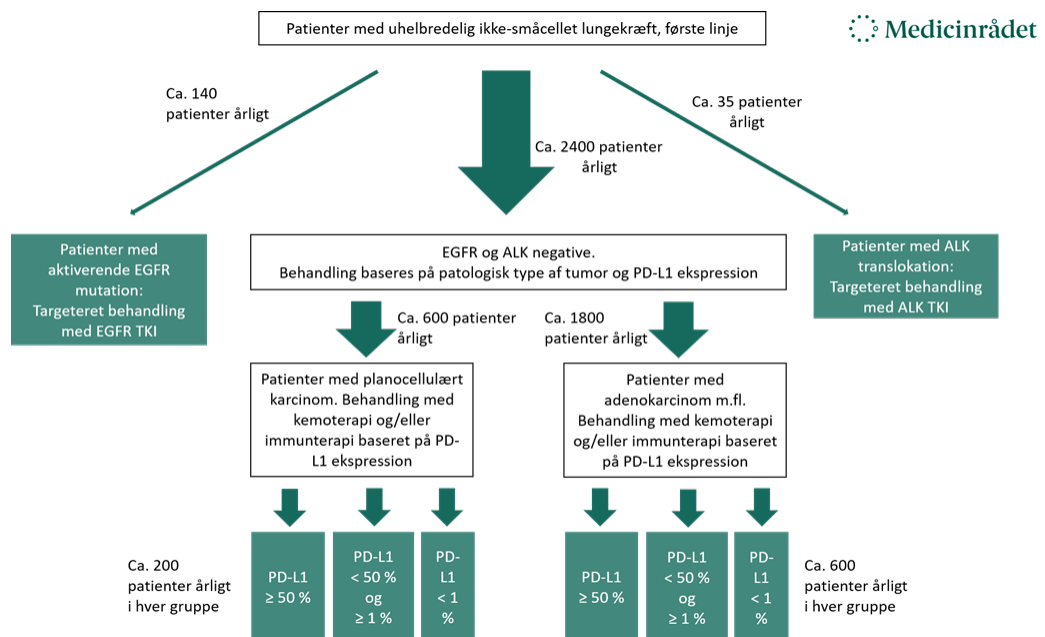 Patienter med uhelbredelig ikke-småcellet lungekræft, første linje
Medicinrådet
Ca. 140
patienter årligt
Ca. 2400 patienter
årligt
Ca. 35 patienter
årligt
Patienter med
aktiverende EGFR
mutation:
Targeteret behandling
med EGFR TKI
EGFR og ALK negative.
Behandling baseres på patologisk type af tumor og PD-L1 ekspression
Patienter med ALK
translokation:
Targeteret behandling
med ALK TKI
Ca. 600 patienter
årligt
Ca. 1800
patienter årligt
Patienter med planocellulært
karcinom. Behandling med
kemoterapi og/eller
immunterapi baseret på PD-
L1 ekspression
Patienter med
adenokarcinom m.fl.
Behandling med kemoterapi
og/eller immunterapi baseret
på PD-L1 ekspression
Ca. 200
patienter årligt
i hver gruppe
PD-L1
≥ 50 %
PD-L1
< 50 %
og
≥ 1 %
PD-
L1
< 1
%
PD-L1
≥ 50 %
PD-L1
< 50 %
og
≥ 1 %
PD-
L1
< 1
%
Ca. 600
patienter årligt
i hver gruppe